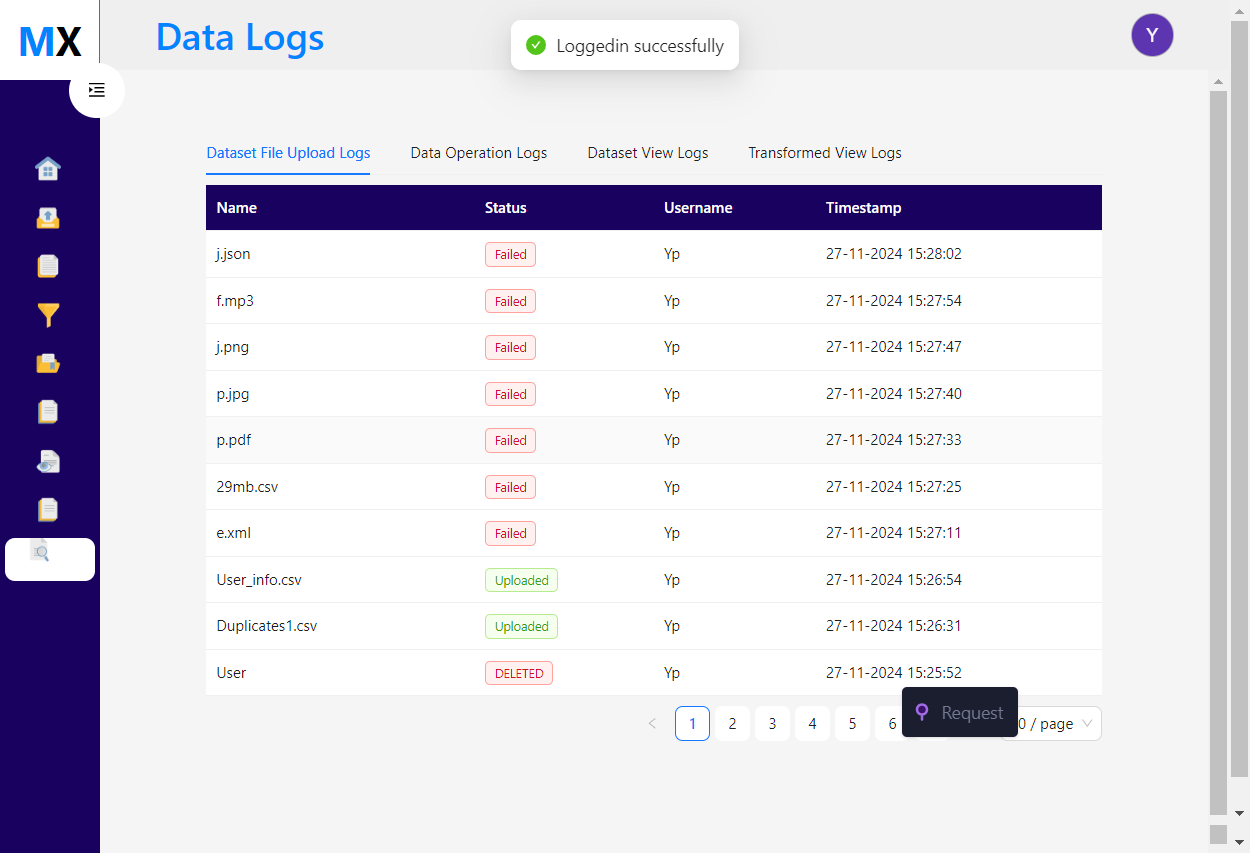 MX
Data Logs
Loggedin successfully
Y
Dataset File Upload Logs Data Operation Logs Dataset View Logs Transformed View Logs
Name Status Username Timestamp
j.json Failed Yp 27-11-2024 15:28:02
f.mp3 Failed Yp 27-11-2024 15:27:54
j.png Failed Yp 27-11-2024 15:27:47
p.jpg Failed Yp 27-11-2024 15:27:40
p.pdf Failed Yp 27-11-2024 15:27:33
29mb.csv Failed Yp 27-11-2024 15:27:25
e.xml Failed Yp 27-11-2024 15:27:11
User_info.csv Uploaded Yp 27-11-2024 15:26:54
Duplicates1.csv Uploaded Yp 27-11-2024 15:26:31
User DELETED Yp 27-11-2024 15:25:52
1 2 3 4 5 6 0 / page
Request